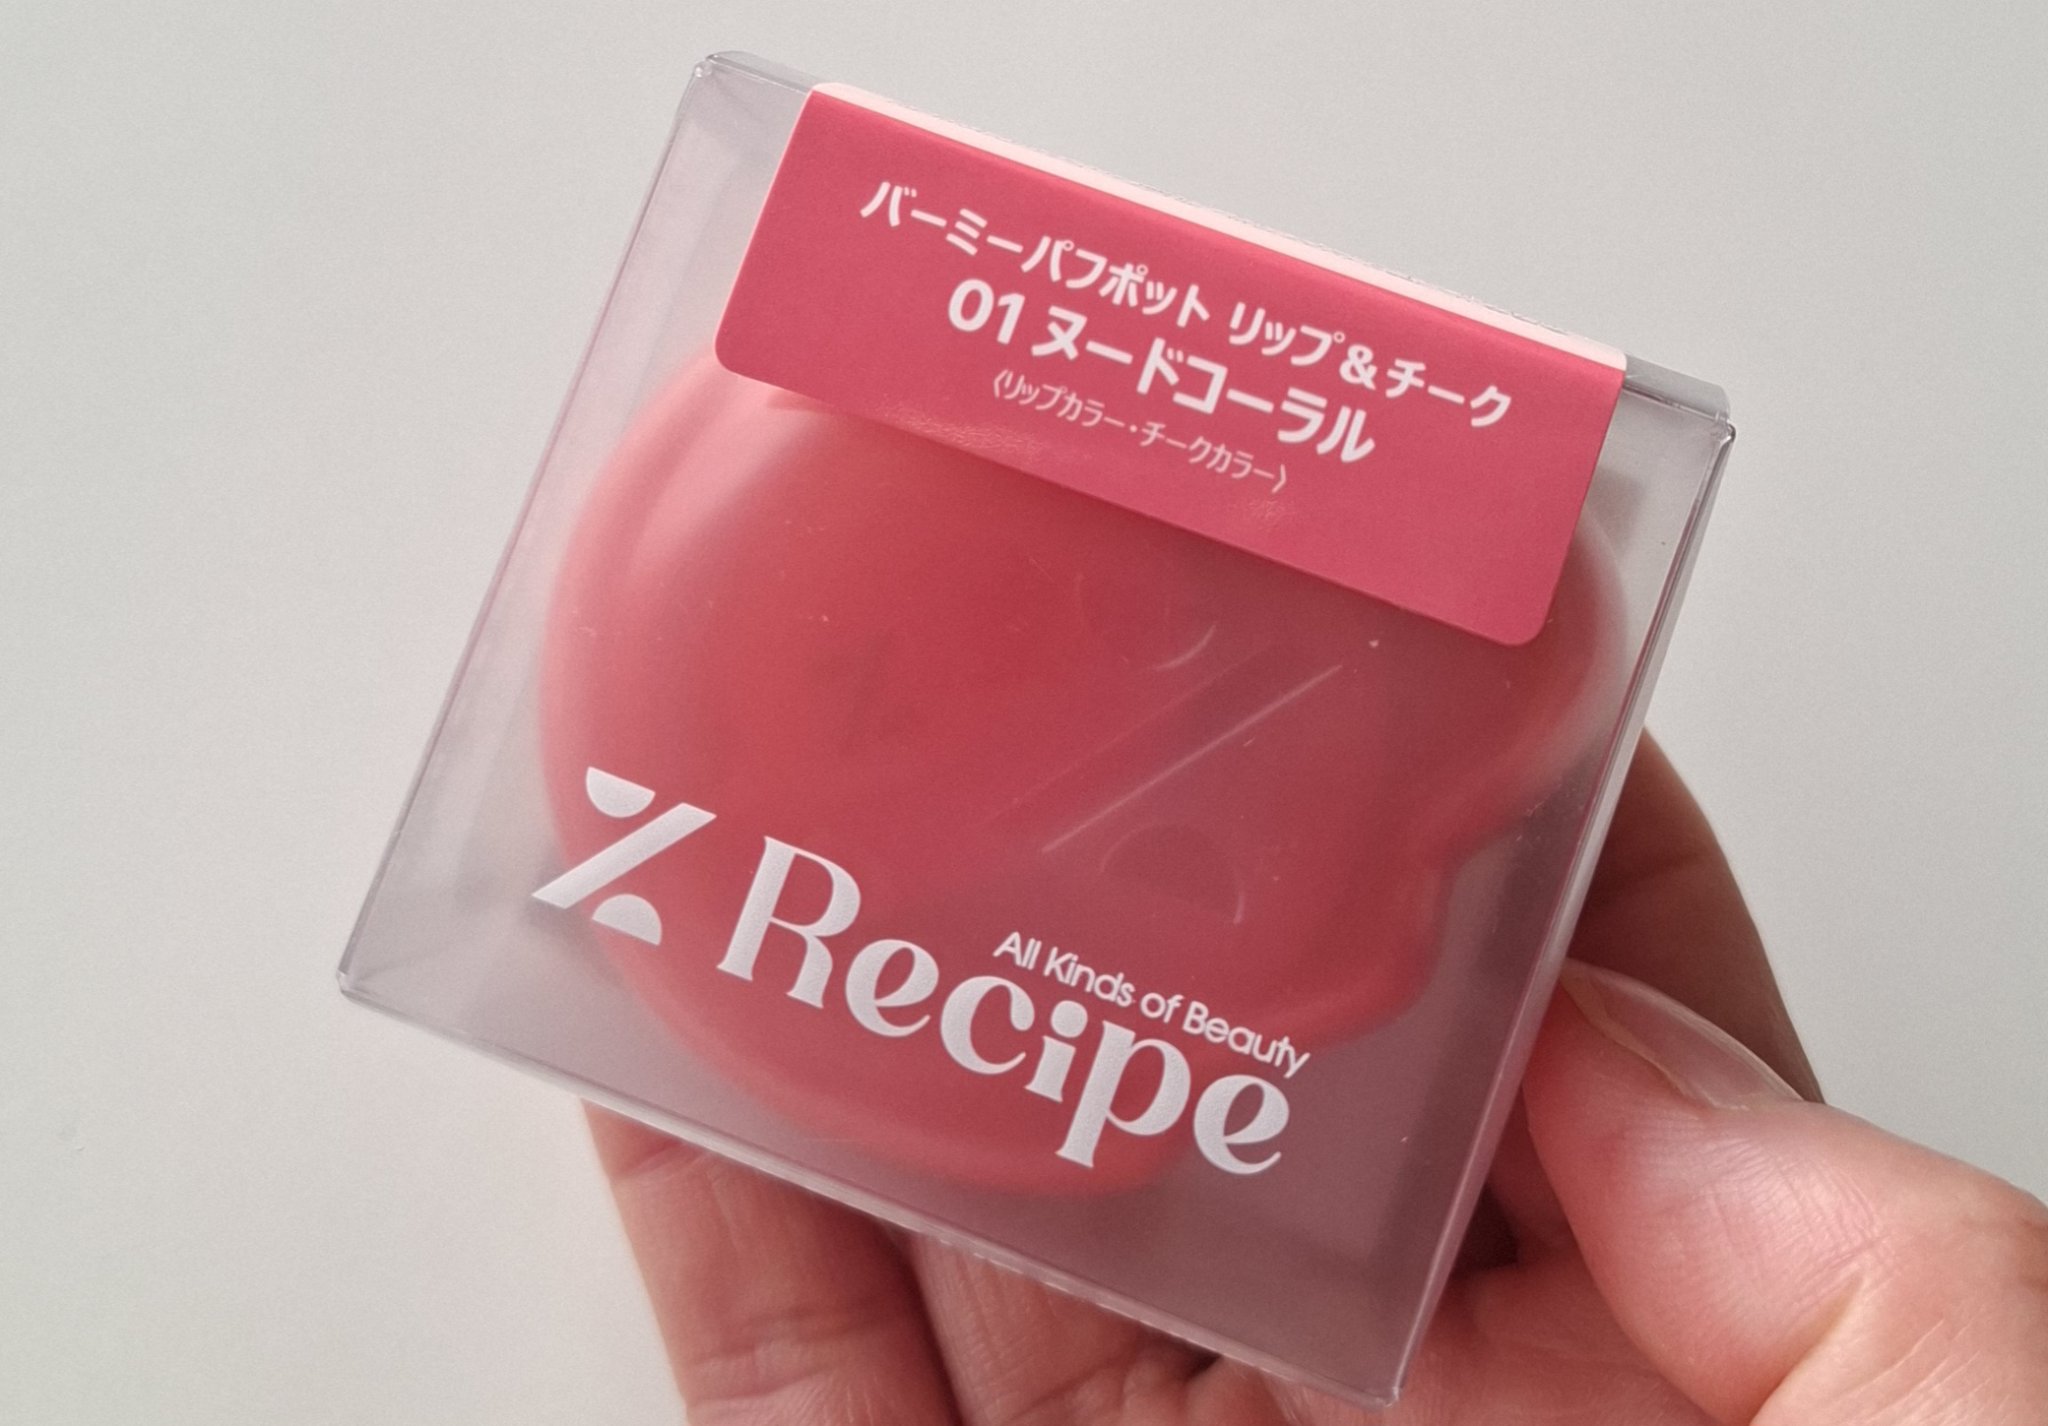 バーミーパフポット リップ&チーク
01 ヌードコーラル
〈リップカラー・チークカラー〉
All Kinds of Beauty
Z Recipe